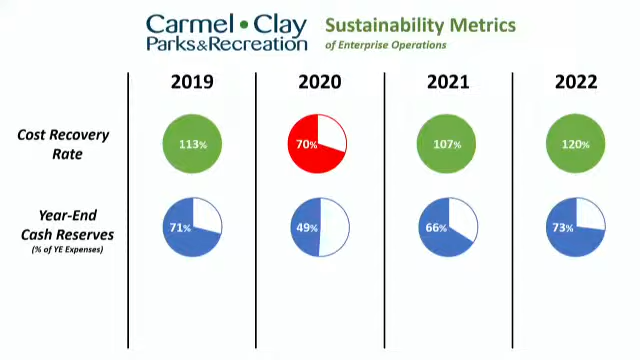 Carmel • Clay
Parks&Recreation
Sustainability Metrics
of Enterprise Operations
2019 2020 2021 2022
Cost Recovery
Rate
113% 70% 107% 120%
Year-End
Cash Reserves
(% of YE Expenses)
71% 49% 66% 73%